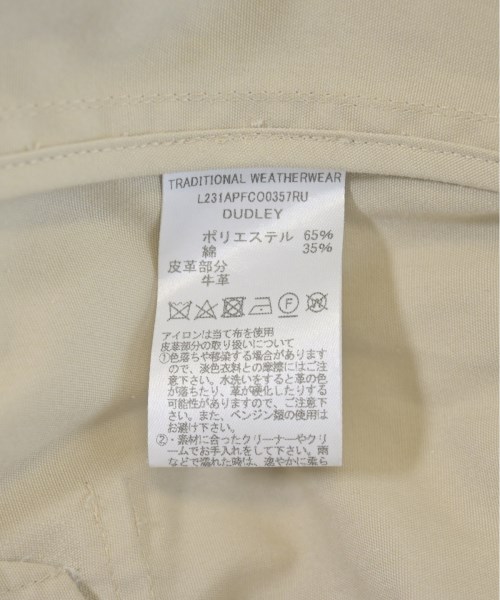 TRADITIONAL WEATHERWEAR
L231APFCO0357RU
DUDLEY
ポリエステル 65%
綿 35%
皮革部分
牛革
アイロンは当て布を使用
皮革部分の取り扱いについて
①色落ちや移染する場合があります
ので、淡色衣料との摩擦にはご注
意下さい。水洗いをすると革の色
が落ちたり、革が硬化したりする
可能性がありますので、ご注意下
さい。また、ベンジン類の使用は
お避け下さい。
②・素材に合ったクリーナーやクリ
ームでお手入れをして下さい。雨
などで濡れた時は、速やかに柔ら